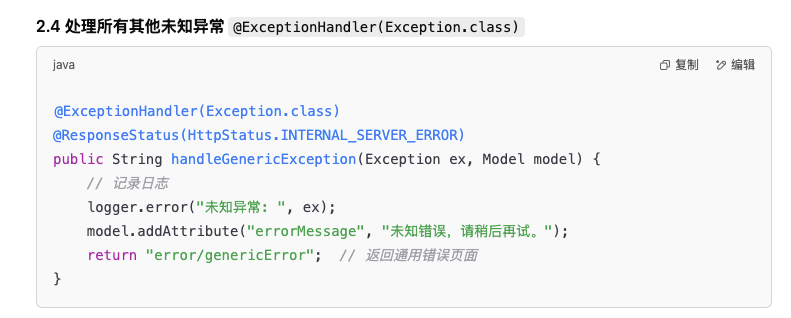 2.4 处理所有其他未知异常 @ExceptionHandler(Exception.class)
java 复制 编辑
@ExceptionHandler(Exception.class)
@ResponseStatus(HttpStatus.INTERNAL_SERVER_ERROR)
public String handleGenericException(Exception ex, Model model) {
    // 记录日志
    logger.error("未知异常: ", ex);
    model.addAttribute("errorMessage", "未知错误，请稍后再试。");
    return "error/genericError";  // 返回通用错误页面
}